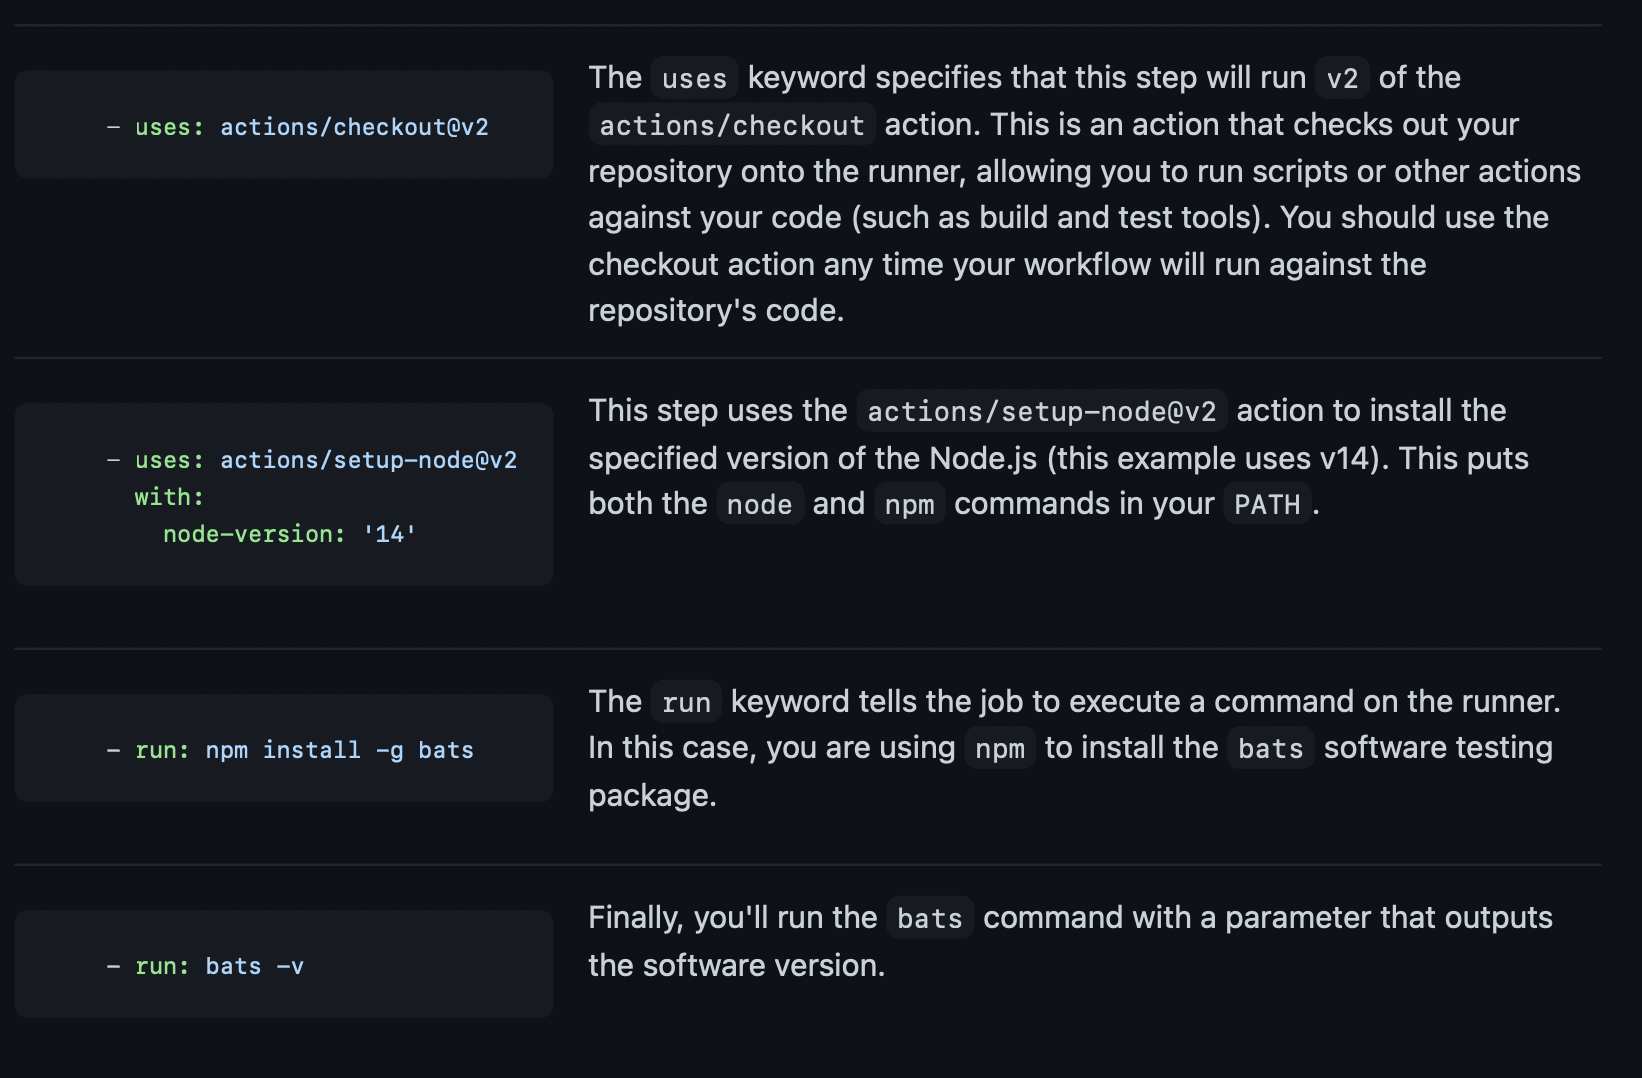 - uses: actions/checkout@v2
The uses keyword specifies that this step will run v2 of the
actions/checkout action. This is an action that checks out your
repository onto the runner, allowing you to run scripts or other actions
against your code (such as build and test tools). You should use the
checkout action any time your workflow will run against the
repository's code.
- uses: actions/setup-node@v2
with:
node-version: '14'
This step uses the actions/setup-node@v2 action to install the
specified version of the Node.js (this example uses v14). This puts
both the node and npm commands in your PATH.
- run: npm install -g bats
The run keyword tells the job to execute a command on the runner.
In this case, you are using npm to install the bats software testing
package.
- run: bats -v
Finally, you'll run the bats command with a parameter that outputs
the software version.